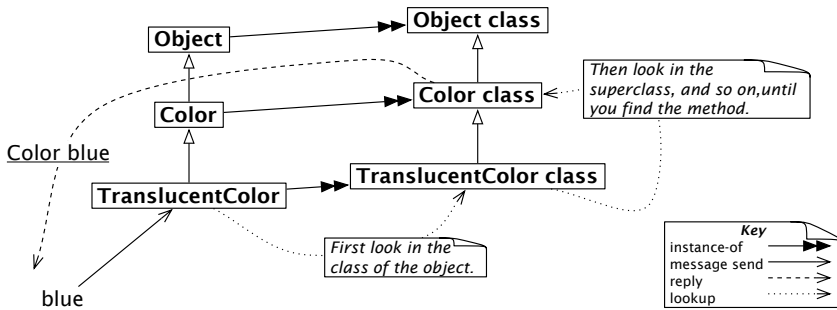 Object
Object class
Then look in the
superclass, and so on,until
you find the method.
Color
Color class
Color blue
TranslucentColor
TranslucentColor class
First look in the
class of the object.
blue
Key
instance-of
message send
reply
lookup